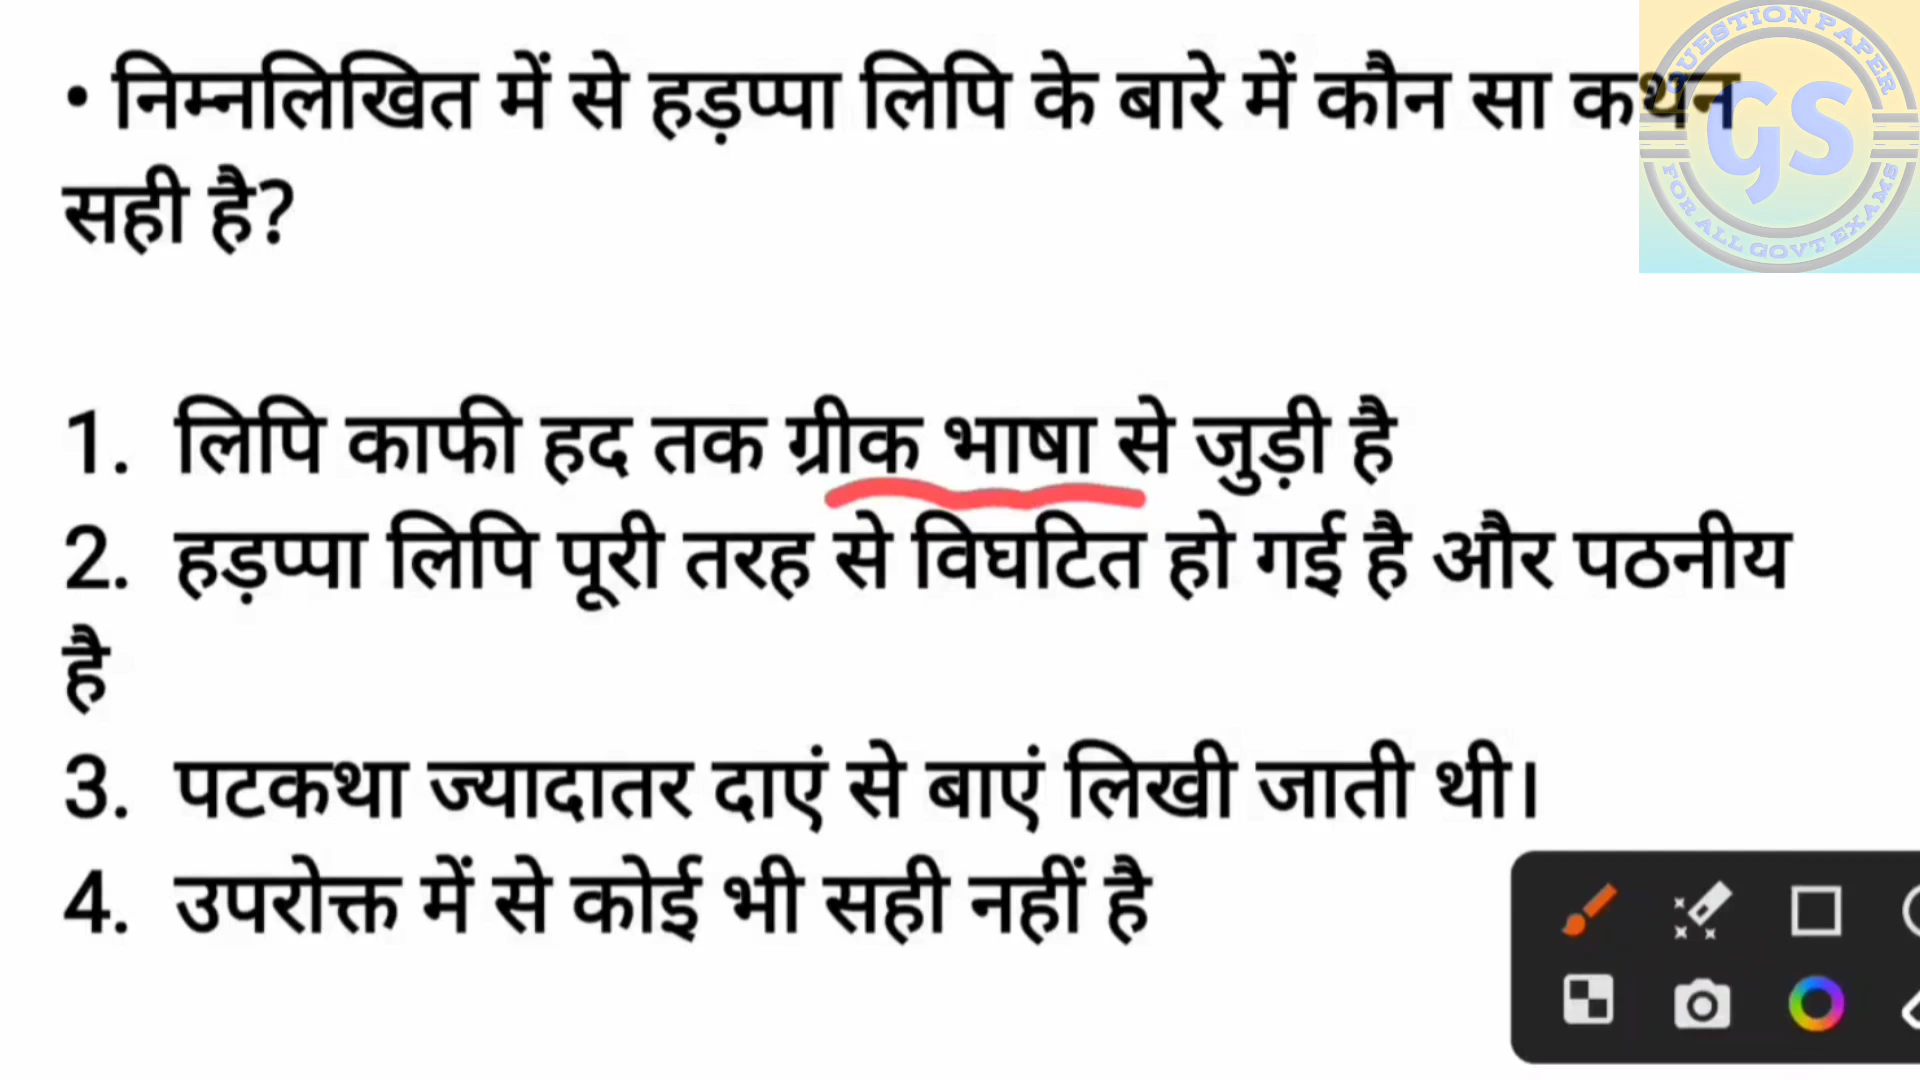 • निम्नलिखित में से हड़प्पा लिपि के बारे में कौन सा कथन
सही है?
1. लिपि काफी हद तक ग्रीक भाषा से जुड़ी है
2. हड़प्पा लिपि पूरी तरह से विघटित हो गई है और पठनीय
है
3. पटकथा ज्यादातर दाएं से बाएं लिखी जाती थी।
4. उपरोक्त में से कोई भी सही नहीं है
QUESTION PAPER
GS
FOR ALL GOVT EXAMS